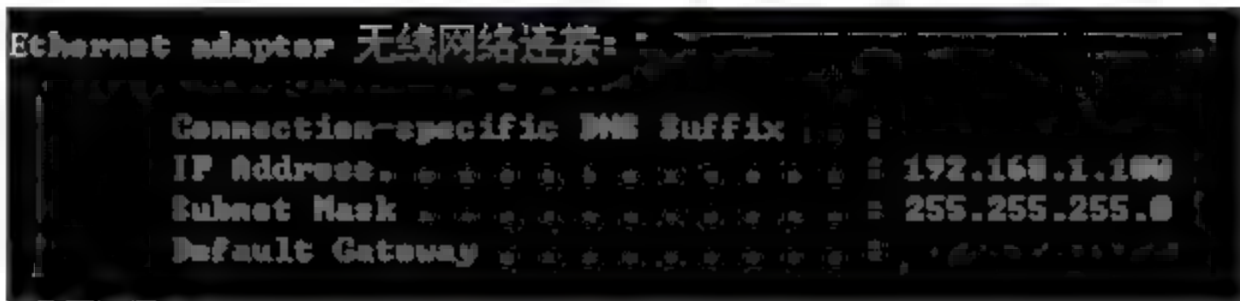 Ethernet adapter 无线网络连接:
Connection-specific DNS Suffix . :
IP Address. . . . . . . . . . . . : 192.168.1.100
Subnet Mask . . . . . . . . . . . : 255.255.255.0
Default Gateway . . . . . . . . . :